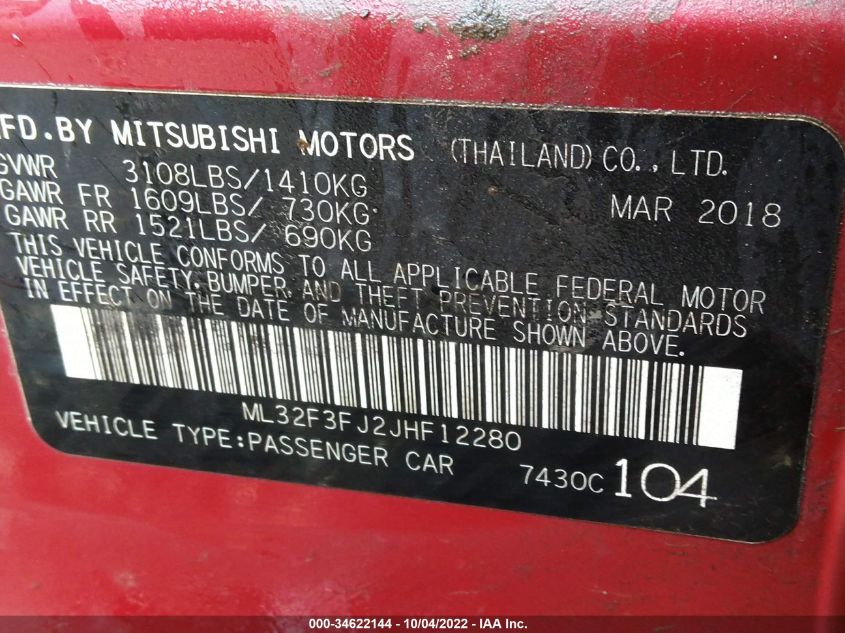 MFD.BY MITSUBISHI MOTORS (THAILAND) CO., LTD.
GVWR 3108LBS/1410KG
GAWR FR 1609LBS/ 730KG MAR 2018
GAWR RR 1521LBS/ 690KG
THIS VEHICLE CONFORMS TO ALL APPLICABLE FEDERAL MOTOR
VEHICLE SAFETY, BUMPER, AND THEFT PREVENTION STANDARDS
IN EFFECT ON THE DATE OF MANUFACTURE SHOWN ABOVE.
ML32F3FJ2JHF12280
VEHICLE TYPE:PASSENGER CAR 7430C 104
000-34622144 - 10/04/2022 - IAA Inc.